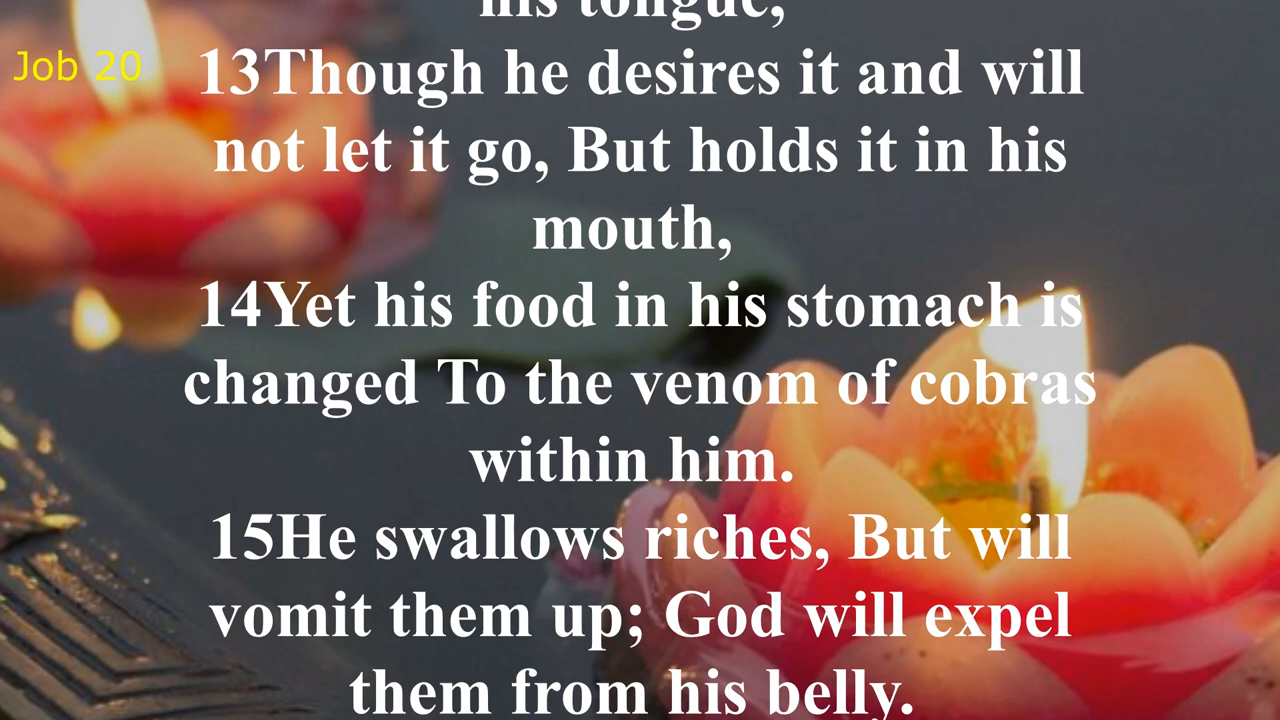 his tongue,
Job 20
13Though he desires it and will
not let it go, But holds it in his
mouth,
14Yet his food in his stomach is
changed To the venom of cobras
within him.
15He swallows riches, But will
vomit them up; God will expel
them from his belly.